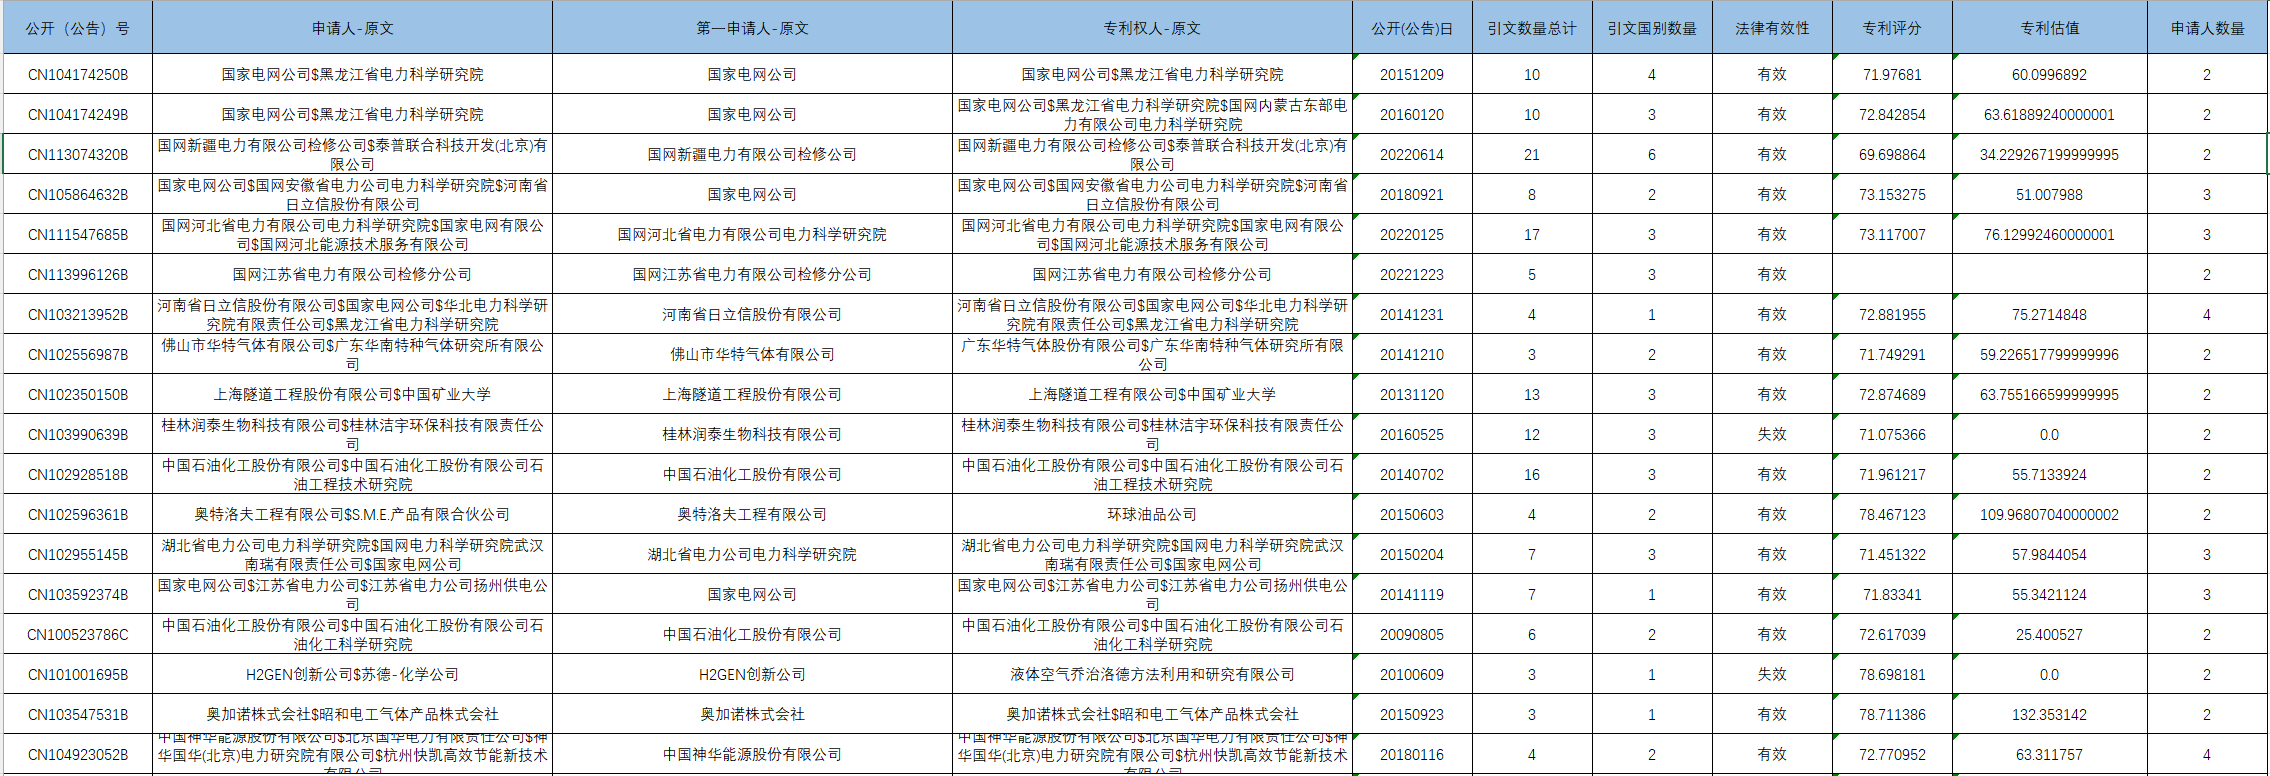 公开（公告）号 申请人-原文 第一申请人-原文 专利权人-原文 公开(公告)日 引文数量总计 引文国别数量 法律有效性 专利评分 专利估值 申请人数量
CN104174250B 国家电网公司$黑龙江省电力科学研究院 国家电网公司 国家电网公司$黑龙江省电力科学研究院 20151209 10 4 有效 71.97681 60.0996892 2
CN104174249B 国家电网公司$黑龙江省电力科学研究院 国家电网公司 国家电网公司$黑龙江省电力科学研究院$国网内蒙古东部电
力有限公司电力科学研究院 20160120 10 3 有效 72.842854 63.61889240000001 2
CN113074320B 国网新疆电力有限公司检修公司$泰普联合科技开发(北京)有
限公司 国网新疆电力有限公司检修公司 国网新疆电力有限公司检修公司$泰普联合科技开发(北京)有
限公司 20220614 21 6 有效 69.698864 34.229267199999995 2
CN105864632B 国家电网公司$国网安徽省电力公司电力科学研究院$河南省
日立信股份有限公司 国家电网公司 国家电网公司$国网安徽省电力公司电力科学研究院$河南省
日立信股份有限公司 20180921 8 2 有效 73.153275 51.007988 3
CN111547685B 国网河北省电力有限公司电力科学研究院$国家电网有限公
司$国网河北能源技术服务有限公司 国网河北省电力有限公司电力科学研究院 国网河北省电力有限公司电力科学研究院$国家电网有限公
司$国网河北能源技术服务有限公司 20220125 17 3 有效 73.117007 76.12992460000001 3
CN113996126B 国网江苏省电力有限公司检修分公司 国网江苏省电力有限公司检修分公司 国网江苏省电力有限公司检修分公司 20221223 5 3 有效 2
CN103213952B 河南省日立信股份有限公司$国家电网公司$华北电力科学研
究院有限责任公司$黑龙江省电力科学研究院 河南省日立信股份有限公司 河南省日立信股份有限公司$国家电网公司$华北电力科学研
究院有限责任公司$黑龙江省电力科学研究院 20141231 4 1 有效 72.881955 75.2714848 4
CN102556987B 佛山市华特气体有限公司$广东华南特种气体研究所有限公
司 佛山市华特气体有限公司 广东华特气体股份有限公司$广东华南特种气体研究所有限
公司 20141210 3 2 有效 71.749291 59.226517799999996 2
CN102350150B 上海隧道工程股份有限公司$中国矿业大学 上海隧道工程股份有限公司 上海隧道工程有限公司$中国矿业大学 20131120 13 3 有效 72.874689 63.755166599999995 2
CN103990639B 桂林润泰生物科技有限公司$桂林洁宇环保科技有限责任公
司 桂林润泰生物科技有限公司 桂林润泰生物科技有限公司$桂林洁宇环保科技有限责任公
司 20160525 12 3 失效 71.075366 0.0 2
CN102928518B 中国石油化工股份有限公司$中国石油化工股份有限公司石
油工程技术研究院 中国石油化工股份有限公司 中国石油化工股份有限公司$中国石油化工股份有限公司石
油工程技术研究院 20140702 16 3 有效 71.961217 55.7133924 2
CN102596361B 奥特洛夫工程有限公司$S.M.E.产品有限合伙公司 奥特洛夫工程有限公司 环球油品公司 20150603 4 2 有效 78.467123 109.96807040000002 2
CN102955145B 湖北省电力公司电力科学研究院$国网电力科学研究院武汉
南瑞有限责任公司$国家电网公司 湖北省电力公司电力科学研究院 湖北省电力公司电力科学研究院$国网电力科学研究院武汉
南瑞有限责任公司$国家电网公司 20150204 7 3 有效 71.451322 57.9844054 3
CN103592374B 国家电网公司$江苏省电力公司$江苏省电力公司扬州供电公
司 国家电网公司 国家电网公司$江苏省电力公司$江苏省电力公司扬州供电公
司 20141119 7 1 有效 71.83341 55.3421124 3
CN100523786C 中国石油化工股份有限公司$中国石油化工股份有限公司石
油化工科学研究院 中国石油化工股份有限公司 中国石油化工股份有限公司$中国石油化工股份有限公司石
油化工科学研究院 20090805 6 2 有效 72.617039 25.400527 2
CN101001695B H2GEN创新公司$苏德-化学公司 H2GEN创新公司 液体空气乔治洛德方法利用和研究有限公司 20100609 3 1 失效 78.698181 0.0 2
CN103547531B 奥加诺株式会社$昭和电工气体产品株式会社 奥加诺株式会社 奥加诺株式会社$昭和电工气体产品株式会社 20150923 3 1 有效 78.711386 132.353142 2
CN104923052B 中国神华能源股份有限公司$北京国华电力有限责任公司$神
华国华(北京)电力研究院有限公司$杭州快凯高效节能新技术
有限公司 中国神华能源股份有限公司 中国神华能源股份有限公司$北京国华电力有限责任公司$神
华国华(北京)电力研究院有限公司$杭州快凯高效节能新技术
有限公司 20180116 4 2 有效 72.770952 63.311757 4